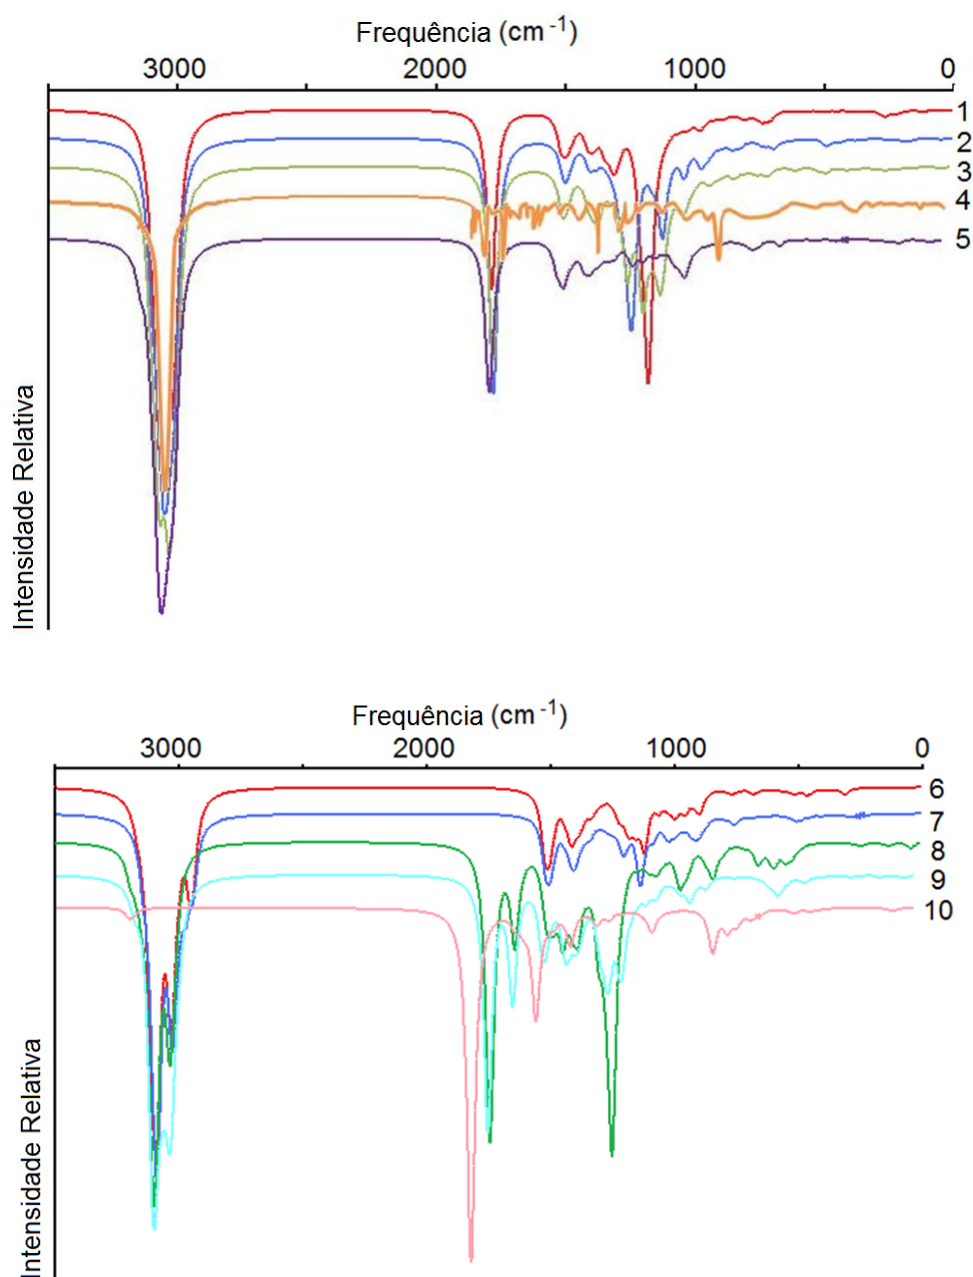 Frequência (cm -1)
3000 2000 1000 0
1
2
3
4
5
Intensidade Relativa
Frequência (cm -1)
3000 2000 1000 0
6
7
8
9
10
Intensidade Relativa